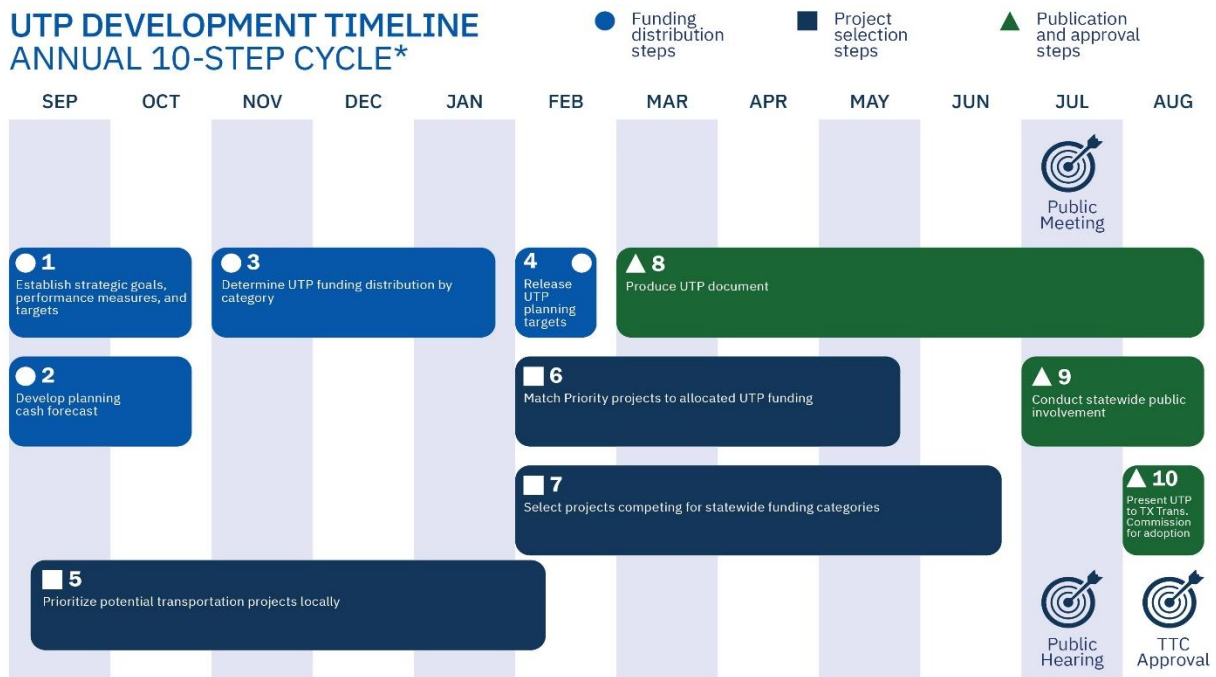 UTP DEVELOPMENT TIMELINE
ANNUAL 10-STEP CYCLE*
Funding
distribution
steps
Project
selection
steps
Publication
and approval
steps
SEP OCT NOV DEC JAN FEB MAR APR MAY JUN JUL AUG
Public
Meeting
1
Establish strategic goals,
performance measures, and
targets
3
Determine UTP funding distribution by
category
4
Release
UTP
planning
targets
8
Produce UTP document
2
Develop planning
cash forecast
6
Match Priority projects to allocated UTP funding
9
Conduct statewide public
involvement
7
Select projects competing for statewide funding categories
10
Present UTP
to TX Trans.
Commission
for adoption
5
Prioritize potential transportation projects locally
Public
Hearing
TTC
Approval